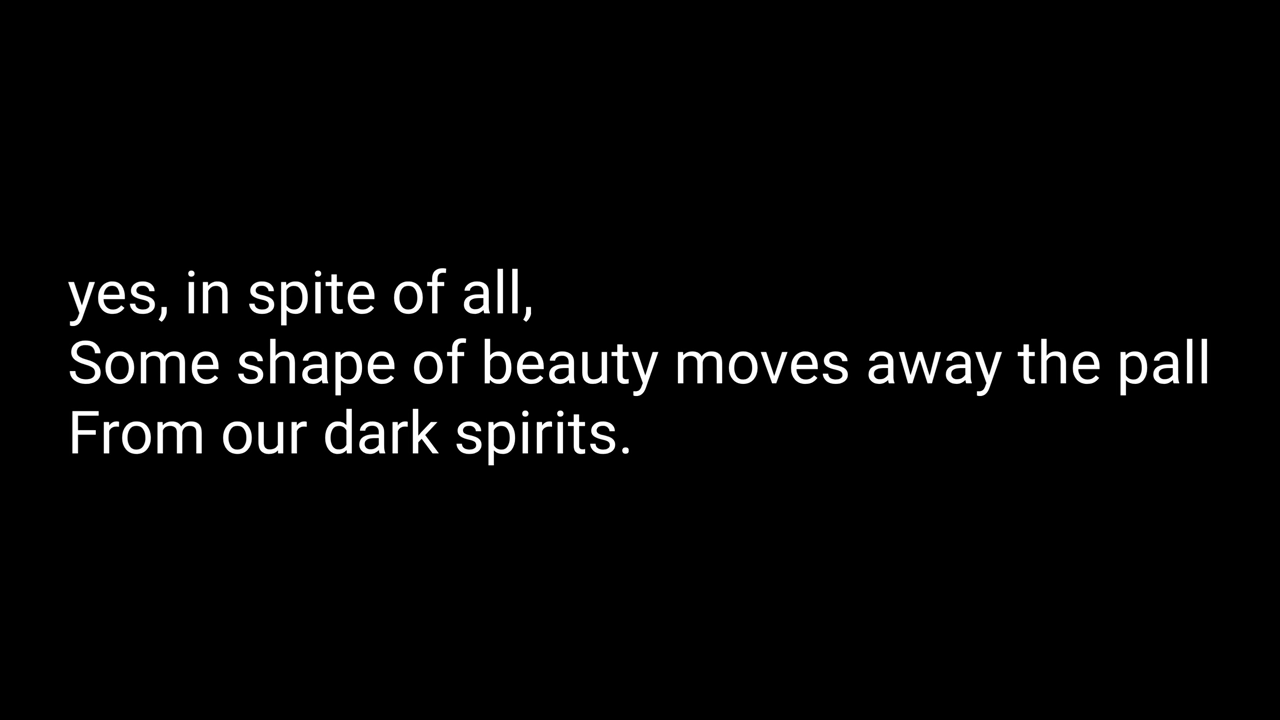 yes, in spite of all,
Some shape of beauty moves away the pall
From our dark spirits.